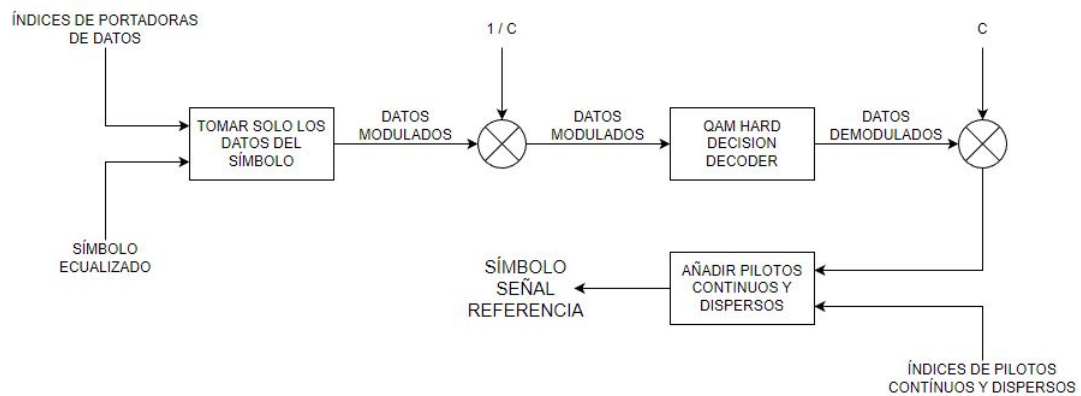 ÍNDICES DE PORTADORAS
DE DATOS
1 / C
C
TOMAR SOLO LOS
DATOS DEL
SÍMBOLO
DATOS
MODULADOS
DATOS
MODULADOS
QAM HARD
DECISION
DECODER
DATOS
DEMODULADOS
SÍMBOLO
ECUALIZADO
SÍMBOLO
SEÑAL
REFERENCIA
AÑADIR PILOTOS
CONTINUOS Y
DISPERSOS
ÍNDICES DE PILOTOS
CONTÍNUOS Y DISPERSOS